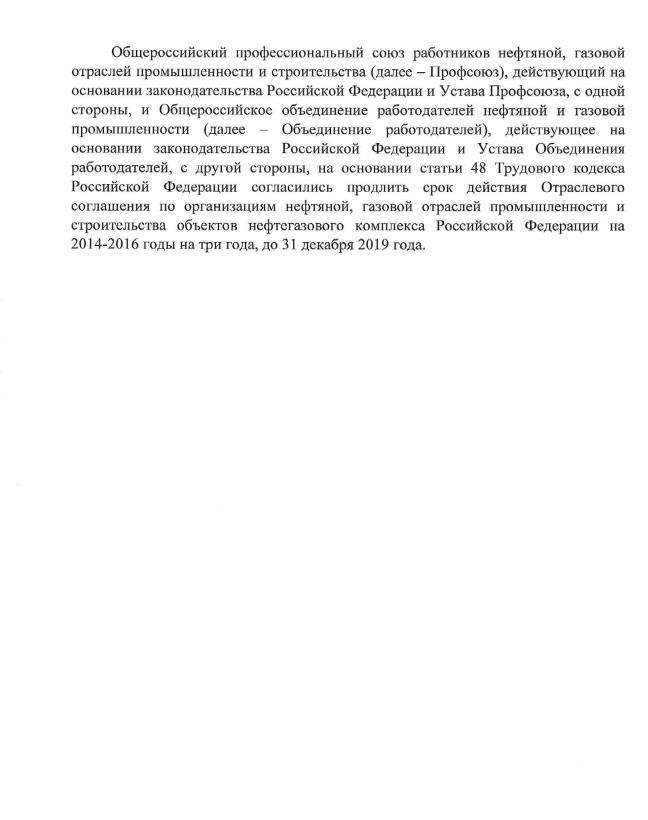 Общероссийский профессиональный союз работников нефтяной, газовой
отраслей промышленности и строительства (далее – Профсоюз), действующий на
основании законодательства Российской Федерации и Устава Профсоюза, с одной
стороны, и Общероссийское объединение работодателей нефтяной и газовой
промышленности (далее – Объединение работодателей), действующее на
основании законодательства Российской Федерации и Устава Объединения
работодателей, с другой стороны, на основании статьи 48 Трудового кодекса
Российской Федерации согласились продлить срок действия Отраслевого
соглашения по организациям нефтяной, газовой отраслей промышленности и
строительства объектов нефтегазового комплекса Российской Федерации на
2014-2016 годы на три года, до 31 декабря 2019 года.